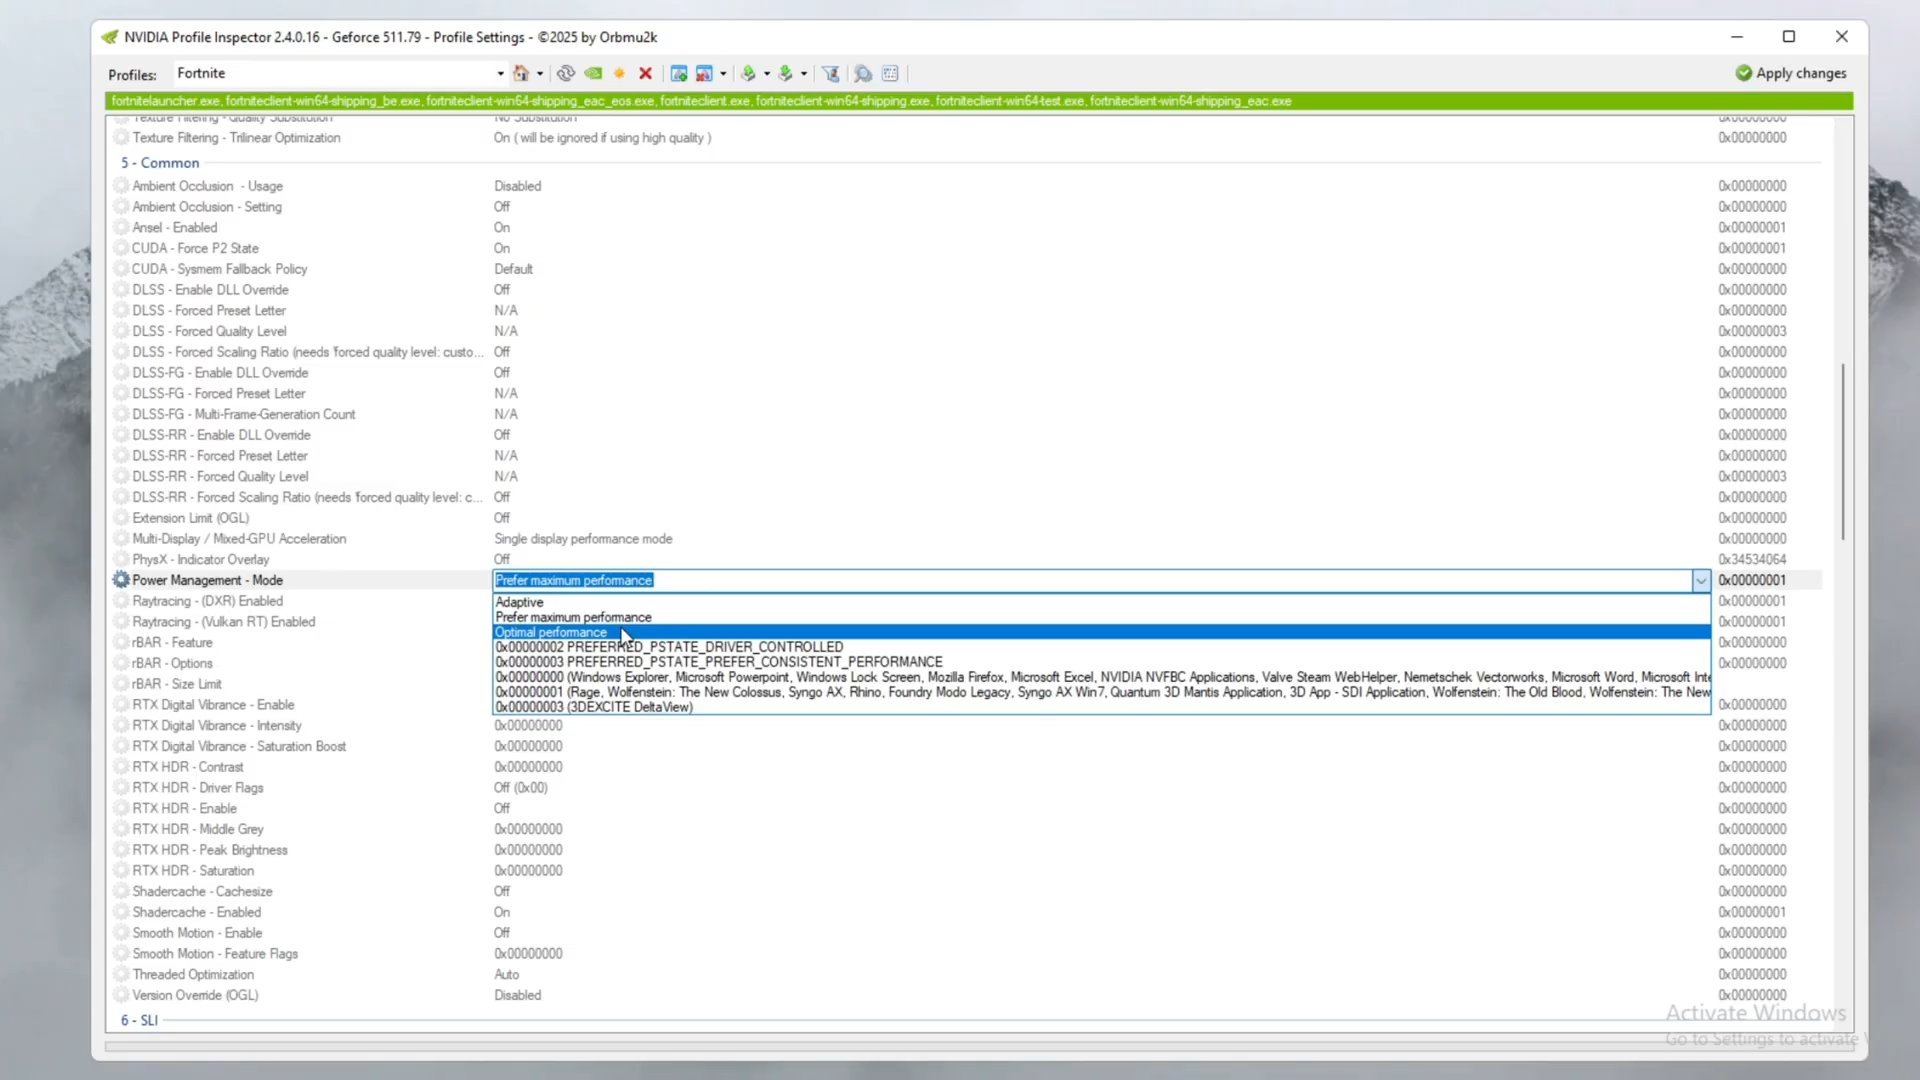 NVIDIA Profile Inspector 2.4.0.16 - Geforce 511.79 - Profile Settings - ©2025 by Orbmu2k
Profiles: Fortnite Apply changes
fortnitelauncher.exe, fortniteclient-win64-shipping_be.exe, fortniteclient-win64-shipping_eac_eos.exe, fortniteclient.exe, fortniteclient-win64-shipping.exe, fortniteclient-win64-test.exe, fortniteclient-win64-shipping_eac.exe
Texture Filtering - Quality Substitution No Substitution 0x00000000
Texture Filtering - Trilinear Optimization On ( will be ignored if using high quality ) 0x00000000
5 - Common
Ambient Occlusion - Usage Disabled 0x00000000
Ambient Occlusion - Setting Off 0x00000000
Ansel - Enabled On 0x00000001
CUDA - Force P2 State On 0x00000001
CUDA - Sysmem Fallback Policy Default 0x00000000
DLSS - Enable DLL Override Off 0x00000000
DLSS - Forced Preset Letter N/A 0x00000000
DLSS - Forced Quality Level N/A 0x00000003
DLSS - Forced Scaling Ratio (needs 'forced quality level: custo... Off 0x00000000
DLSS-FG - Enable DLL Override Off 0x00000000
DLSS-FG - Forced Preset Letter N/A 0x00000000
DLSS-FG - Multi-Frame-Generation Count N/A 0x00000000
DLSS-RR - Enable DLL Override Off 0x00000000
DLSS-RR - Forced Preset Letter N/A 0x00000000
DLSS-RR - Forced Quality Level N/A 0x00000003
DLSS-RR - Forced Scaling Ratio (needs 'forced quality level: c... Off 0x00000000
Extension Limit (OGL) Off 0x00000000
Multi-Display / Mixed-GPU Acceleration Single display performance mode 0x00000000
PhysX - Indicator Overlay Off 0x34534064
Power Management - Mode Prefer maximum performance 0x00000001
Raytracing - (DXR) Enabled Adaptive 0x00000001
Prefer maximum performance
Raytracing - (Vulkan RT) Enabled Optimal performance 0x00000001
rBAR - Feature 0x00000002 PREFERRED_PSTATE_DRIVER_CONTROLLED 0x00000000
rBAR - Options 0x00000003 PREFERRED_PSTATE_PREFER_CONSISTENT_PERFORMANCE 0x00000000
rBAR - Size Limit 0x00000000 (Windows Explorer, Microsoft Powerpoint, Windows Lock Screen, Mozilla Firefox, Microsoft Excel, NVIDIA NVFBC Applications, Valve Steam WebHelper, Nemetschek Vectorworks, Microsoft Word, Microsoft Inte
0x00000001 (Rage, Wolfenstein: The New Colossus, Syngo AX, Rhino, Foundry Modo Legacy, Syngo AX Win7, Quantum 3D Mantis Application, 3D App - SDI Application, Wolfenstein: The Old Blood, Wolfenstein: The New
RTX Digital Vibrance - Enable 0x00000003 (3DEXCITE DeltaView) 0x00000000
RTX Digital Vibrance - Intensity 0x00000000 0x00000000
RTX Digital Vibrance - Saturation Boost 0x00000000 0x00000000
RTX HDR - Contrast 0x00000000 0x00000000
RTX HDR - Driver Flags Off (0x00) 0x00000000
RTX HDR - Enable Off 0x00000000
RTX HDR - Middle Grey 0x00000000 0x00000000
RTX HDR - Peak Brightness 0x00000000 0x00000000
RTX HDR - Saturation 0x00000000 0x00000000
Shadercache - Cachesize Off 0x00000000
Shadercache - Enabled On 0x00000001
Smooth Motion - Enable Off 0x00000000
Smooth Motion - Feature Flags 0x00000000 0x00000000
Threaded Optimization Auto 0x00000000
Version Override (OGL) Disabled 0x00000000
6 - SLI
Activate Windows
Go to Settings to activate